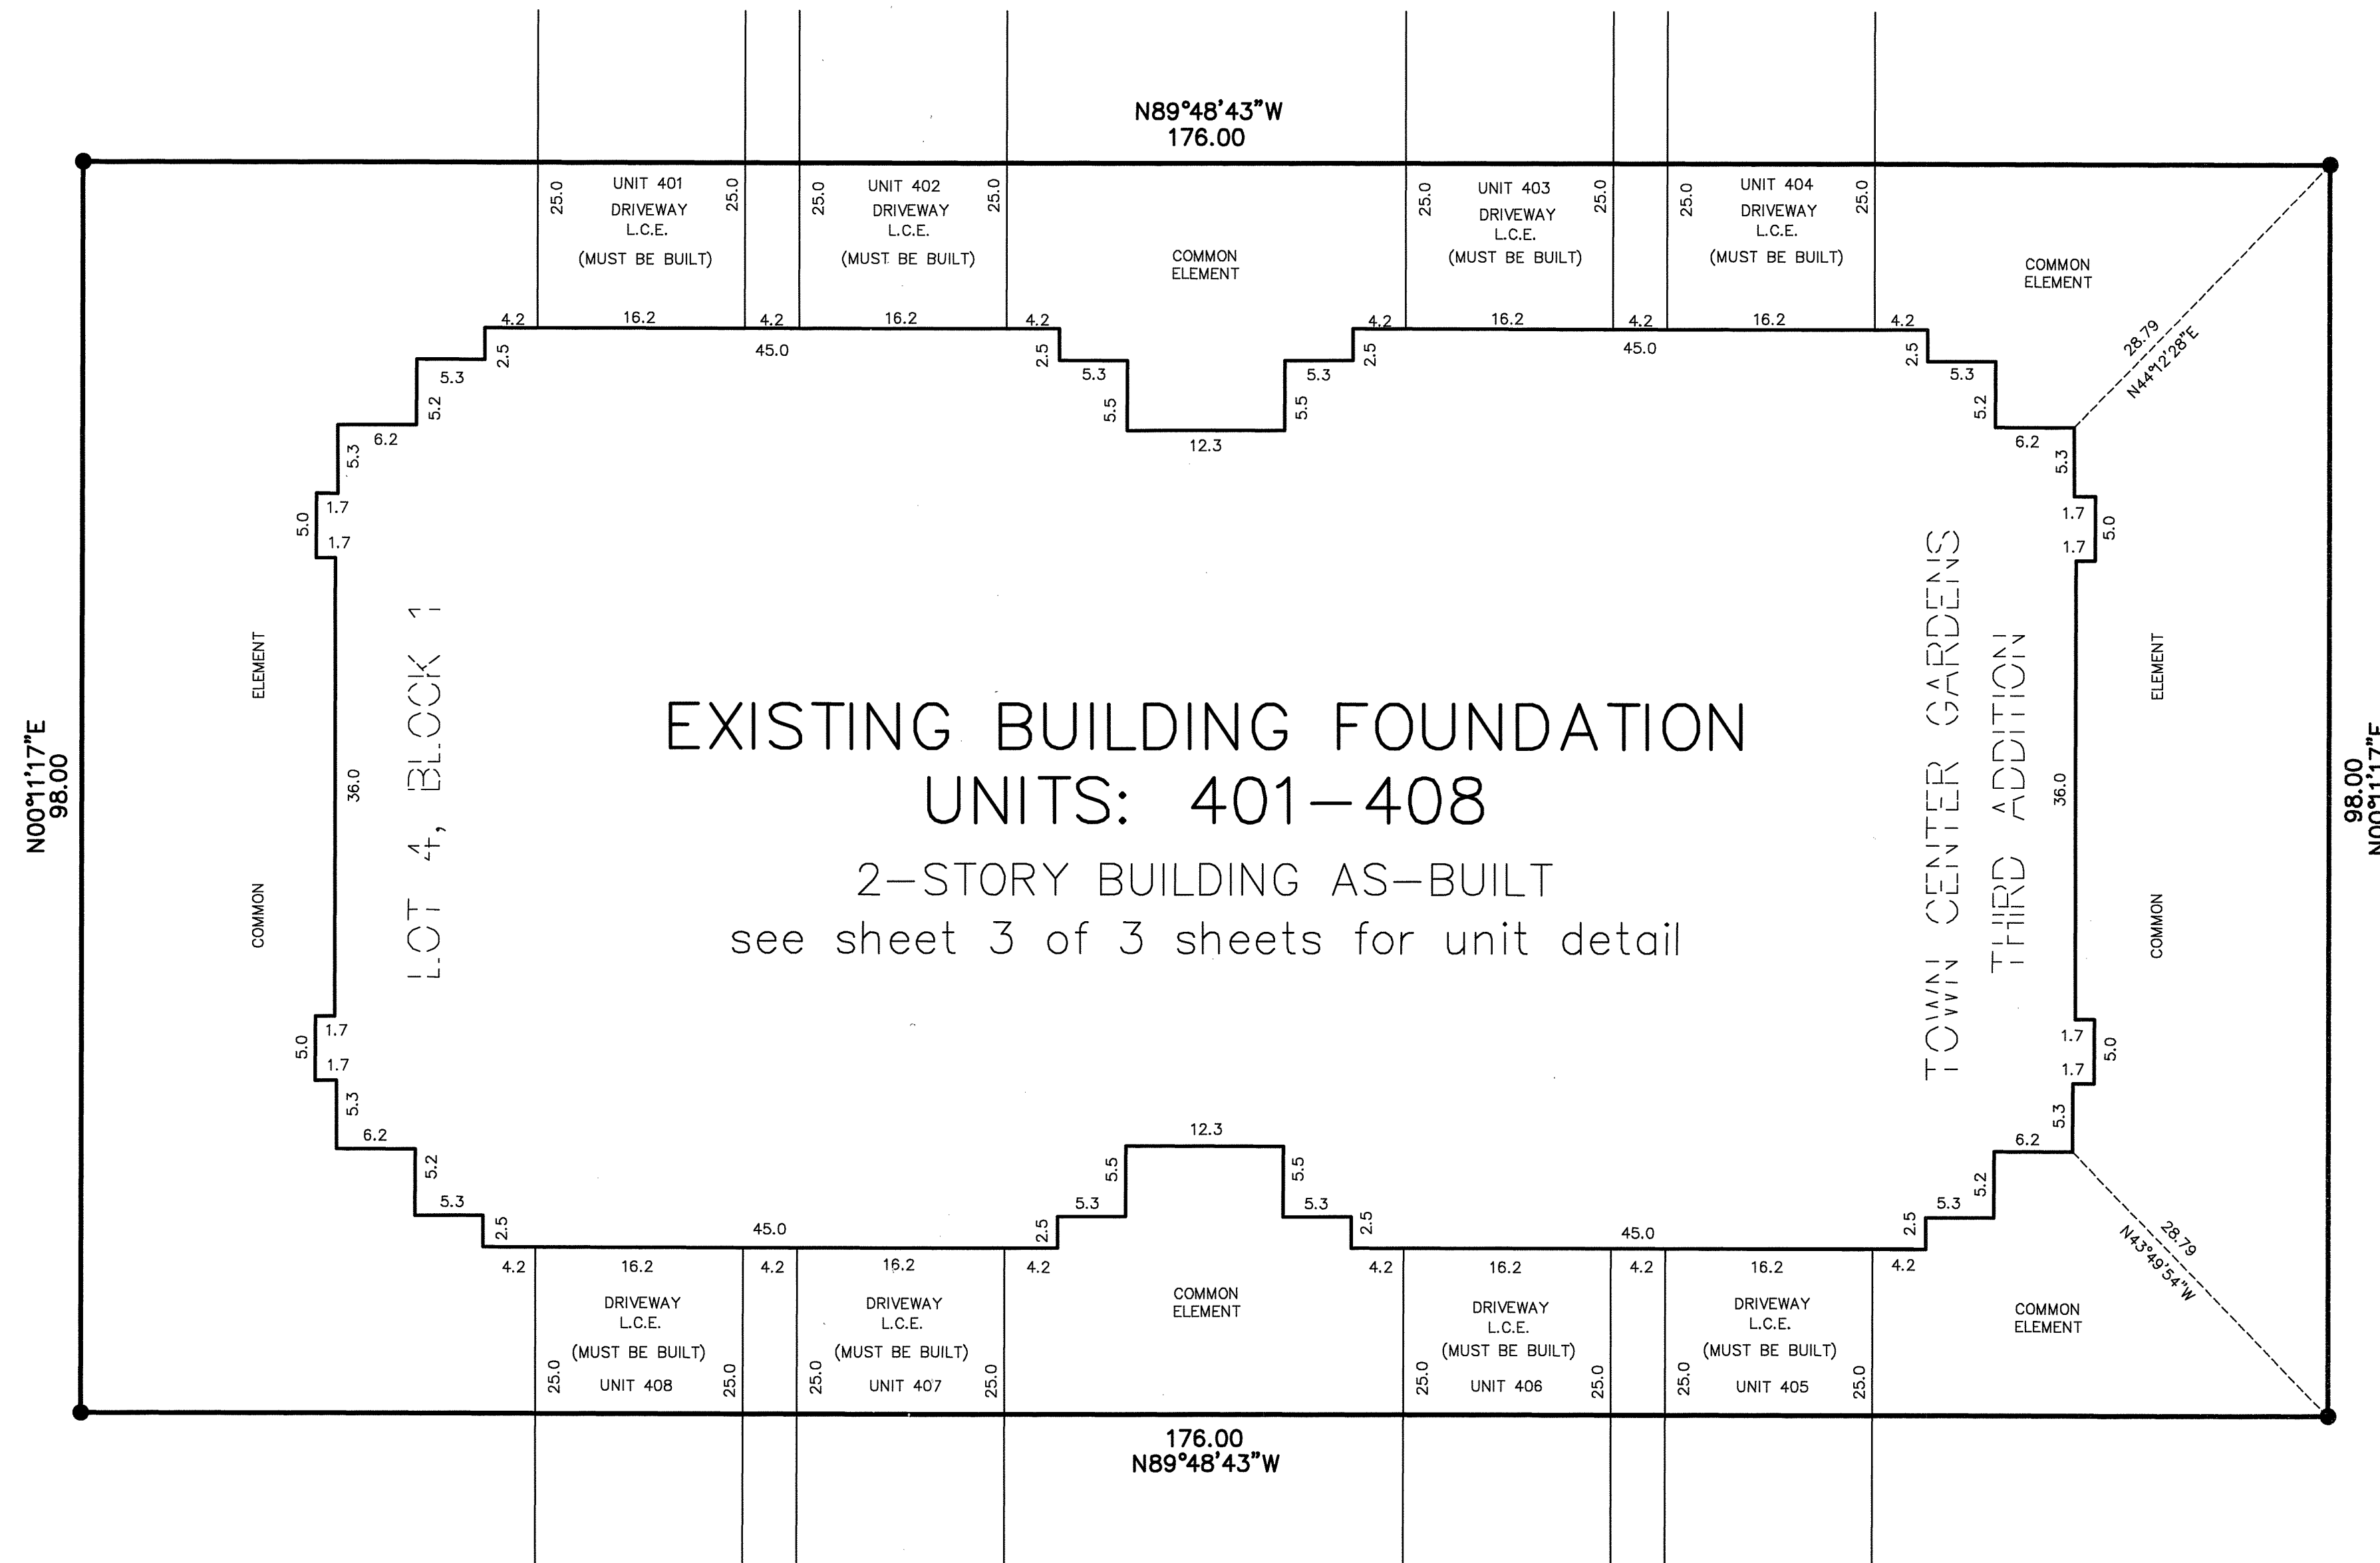 N89°48'43"W
176.00
UNIT 401
DRIVEWAY
L.C.E.
(MUST BE BUILT)
25.0
25.0
UNIT 402
DRIVEWAY
L.C.E.
(MUST BE BUILT)
25.0
25.0
COMMON
ELEMENT
UNIT 403
DRIVEWAY
L.C.E.
(MUST BE BUILT)
25.0
25.0
UNIT 404
DRIVEWAY
L.C.E.
(MUST BE BUILT)
25.0
25.0
COMMON
ELEMENT
28.79
N44°12'28"E
4.2
16.2
4.2
16.2
4.2
4.2
16.2
4.2
16.2
4.2
2.5
45.0
2.5
2.5
45.0
2.5
5.3
5.3
5.3
5.3
5.2
5.5
5.5
5.2
6.2
12.3
6.2
5.3
5.3
1.7
5.0
1.7
1.7
5.0
1.7
N00°11'17"E
98.00
COMMON ELEMENT
36.0
LOT 4, BLOCK 1
EXISTING BUILDING FOUNDATION
UNITS: 401-408
2-STORY BUILDING AS-BUILT
see sheet 3 of 3 sheets for unit detail
TOWN CENTER GARDENS
THIRD ADDITION
36.0
COMMON ELEMENT
98.00
N00°11'17"E
1.7
5.0
1.7
1.7
5.0
1.7
5.3
5.3
6.2
12.3
6.2
5.2
5.5
5.5
5.2
5.3
5.3
5.3
5.3
2.5
45.0
2.5
2.5
45.0
2.5
4.2
16.2
4.2
16.2
4.2
4.2
16.2
4.2
16.2
4.2
28.79
N43°49'54"W
DRIVEWAY
L.C.E.
(MUST BE BUILT)
UNIT 408
25.0
25.0
DRIVEWAY
L.C.E.
(MUST BE BUILT)
UNIT 407
25.0
25.0
COMMON
ELEMENT
DRIVEWAY
L.C.E.
(MUST BE BUILT)
UNIT 406
25.0
25.0
DRIVEWAY
L.C.E.
(MUST BE BUILT)
UNIT 405
25.0
25.0
COMMON
ELEMENT
176.00
N89°48'43"W